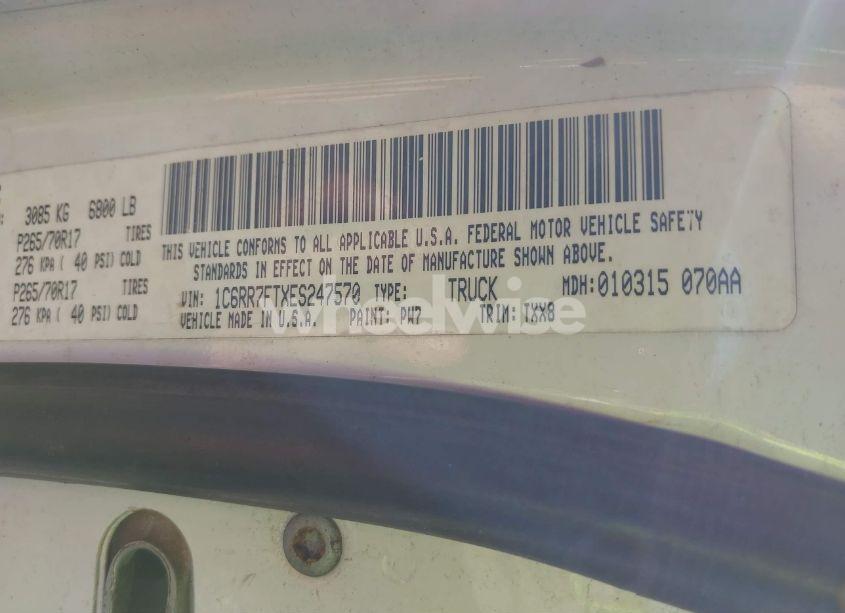 3085 KG 6800 LB
P265/70R17 TIRES
276 KPA ( 40 PSI) COLD
P265/70R17 TIRES
276 KPA ( 40 PSI) COLD
THIS VEHICLE CONFORMS TO ALL APPLICABLE U.S.A. FEDERAL MOTOR VEHICLE SAFETY
STANDARDS IN EFFECT ON THE DATE OF MANUFACTURE SHOWN ABOVE.
VIN: 1C6RR7FTXES247570 TYPE: TRUCK MDH:010315 070AA
VEHICLE MADE IN U.S.A. PAINT: PW7 TRIM: TXX8
wheelwise